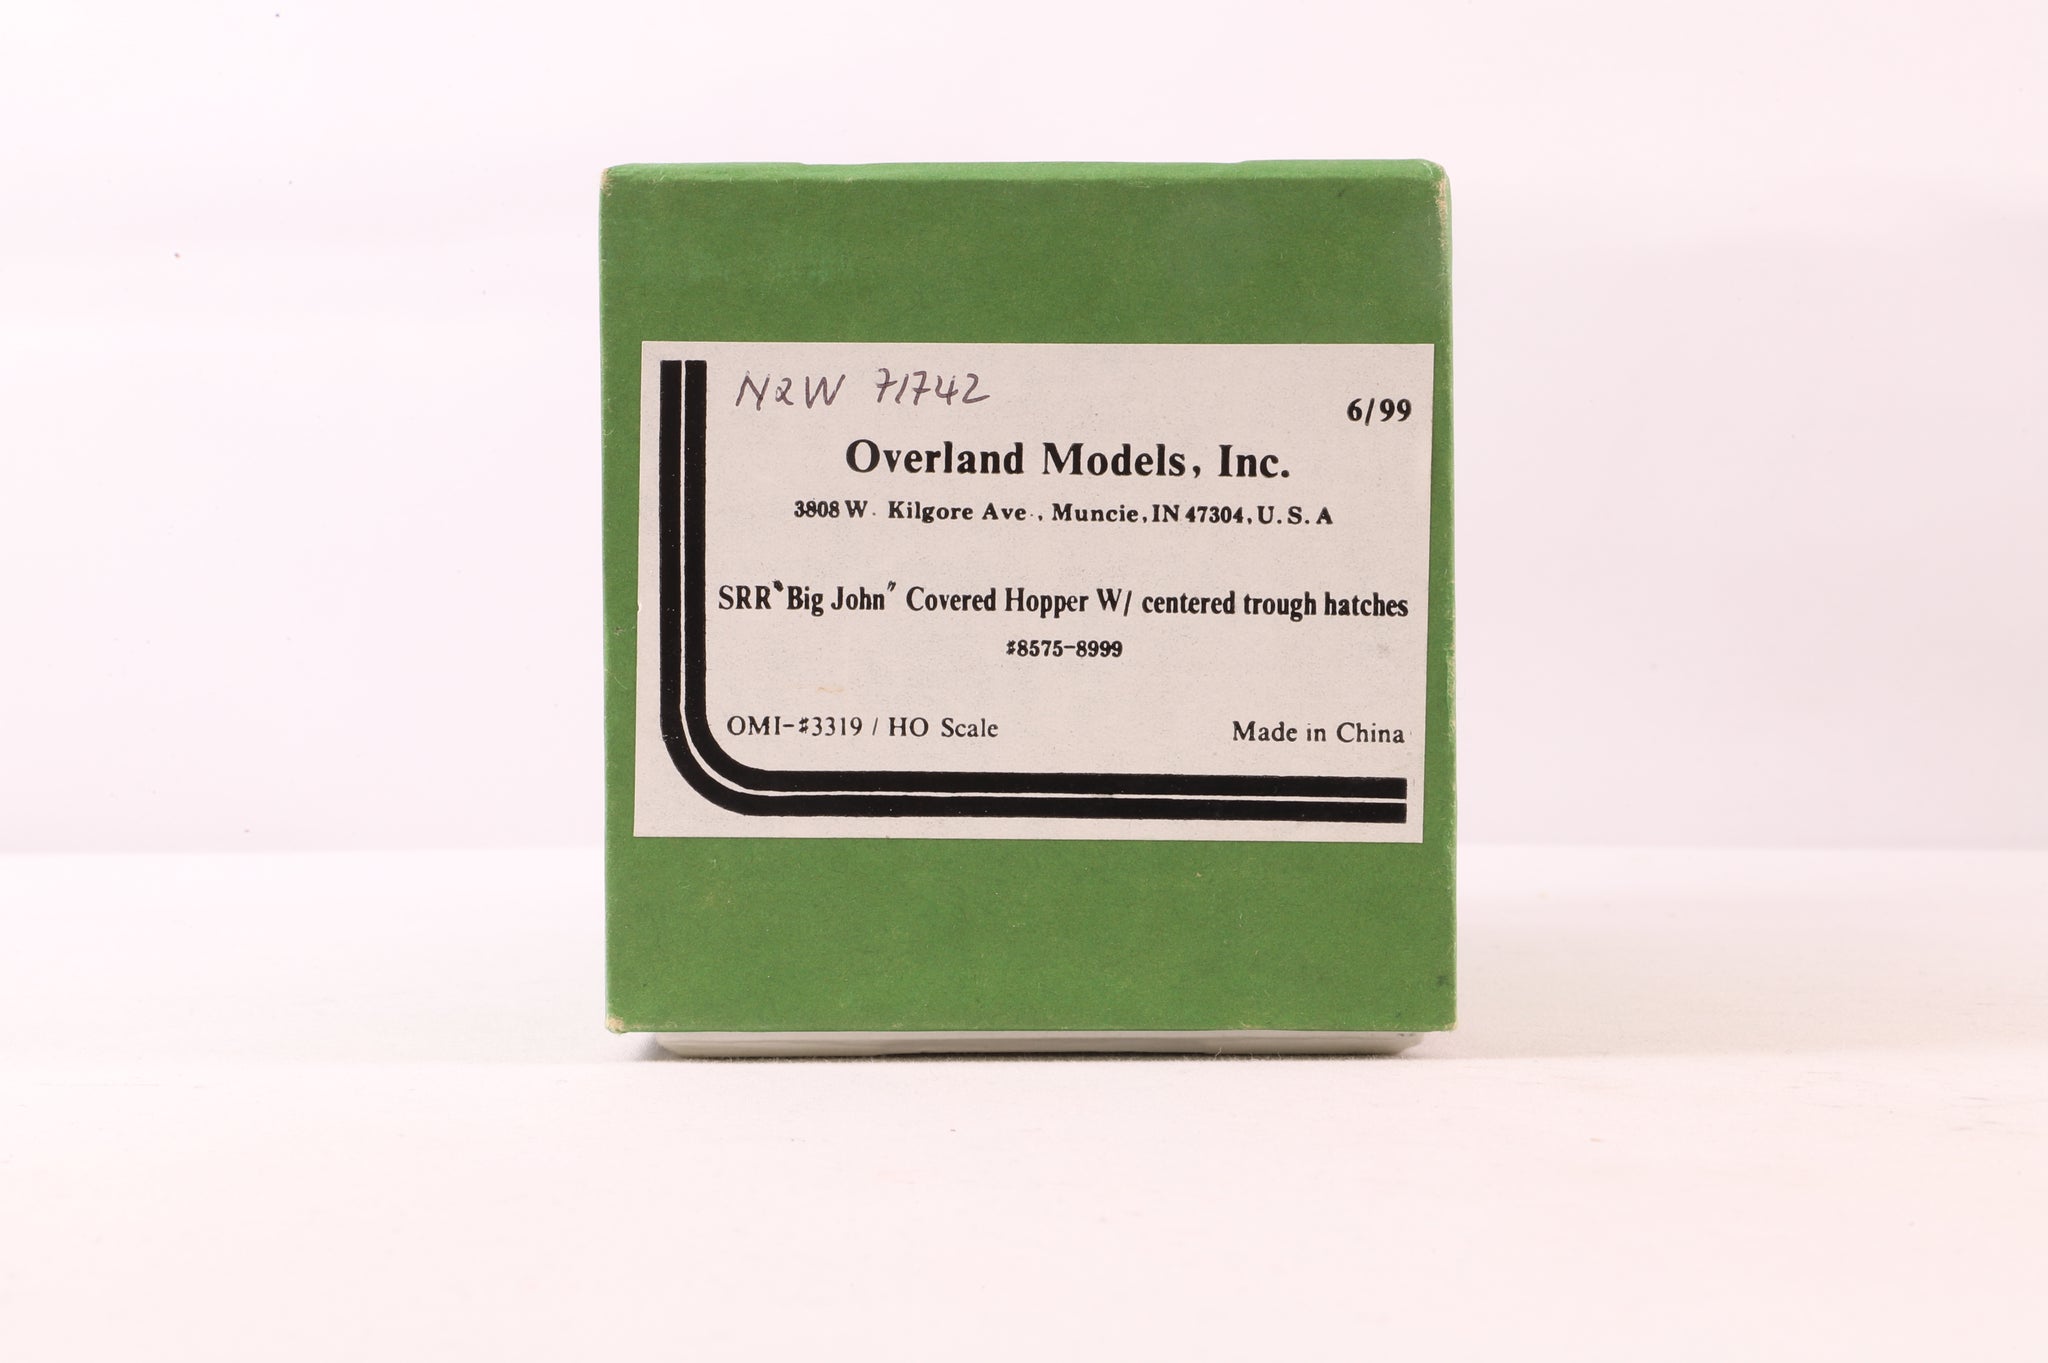 N&W 71742
6/99
Overland Models, Inc.
3808 W. Kilgore Ave., Muncie, IN 47304, U.S.A
SRR "Big John" Covered Hopper W/ centered trough hatches
#8575-8999
OMI-#3319 / HO Scale
Made in China